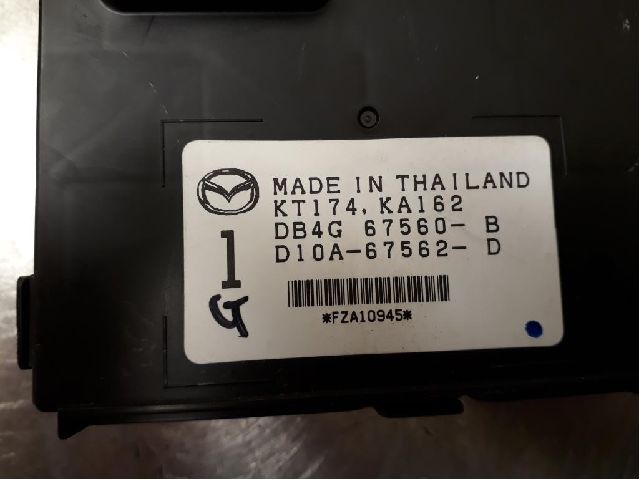 MADE IN THAILAND
KT174, KA162
DB4G 67560- B
D10A-67562- D
1
G
*FZA10945*